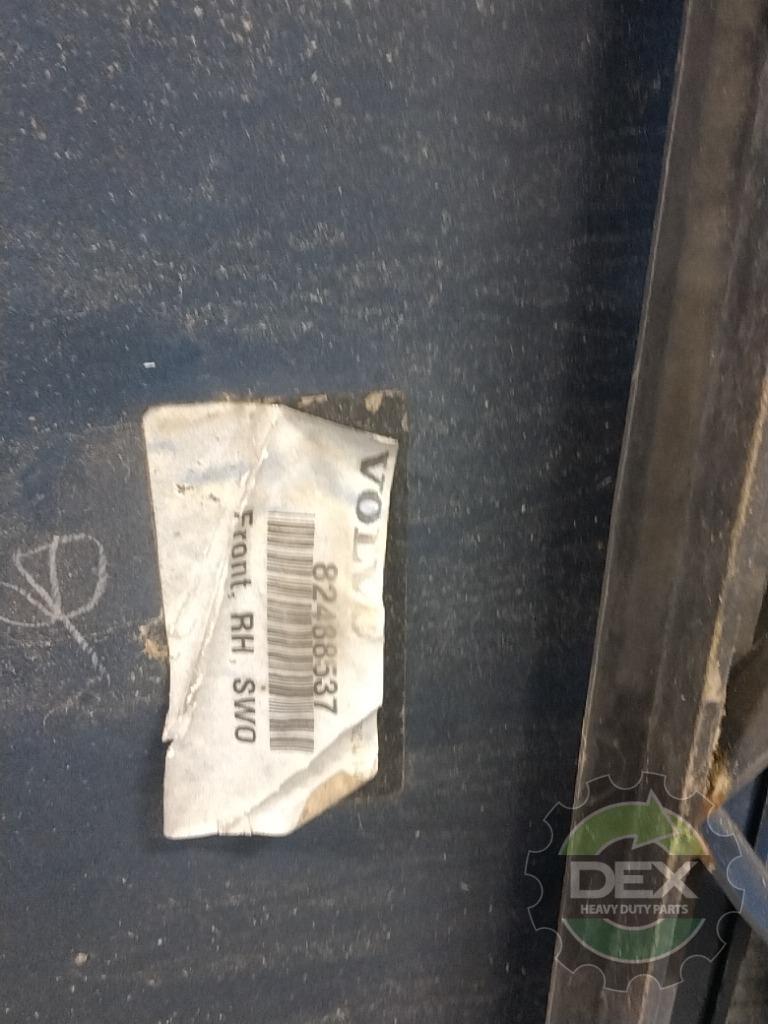 VOLVO
82488537
Front, RH, SWO
DEX
HEAVY DUTY PARTS